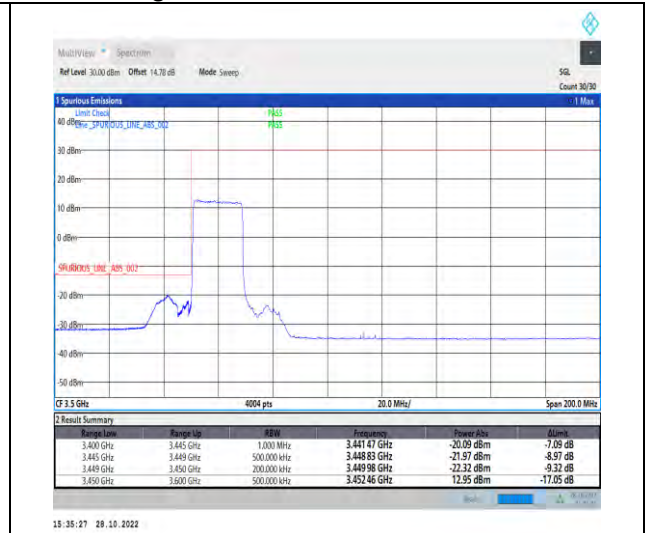 MultiView Spectrum
Ref Level 30.00 dBm Offset 14.78 dB Mode Sweep SGL
Count 30/30
1 Spurious Emissions 1 Max
Limit Check PASS
40 dBm
Line _SPURIOUS_LINE_ABS_002 PASS
30 dBm
20 dBm
10 dBm
0 dBm
_SPURIOUS_LINE_ABS_002
-20 dBm
-30 dBm
-40 dBm
-50 dBm
CF 3.5 GHz 4004 pts 20.0 MHz/ Span 200.0 MHz
2 Result Summary
Range Low Range Up RBW Frequency Power Abs ΔLimit
3.400 GHz 3.445 GHz 1.000 MHz 3.441 47 GHz -20.09 dBm -7.09 dB
3.445 GHz 3.449 GHz 500.000 kHz 3.448 83 GHz -21.97 dBm -8.97 dB
3.449 GHz 3.450 GHz 200.000 kHz 3.449 98 GHz -22.32 dBm -9.32 dB
3.450 GHz 3.600 GHz 500.000 kHz 3.452 46 GHz 12.95 dBm -17.05 dB
15:35:27 28.10.2022